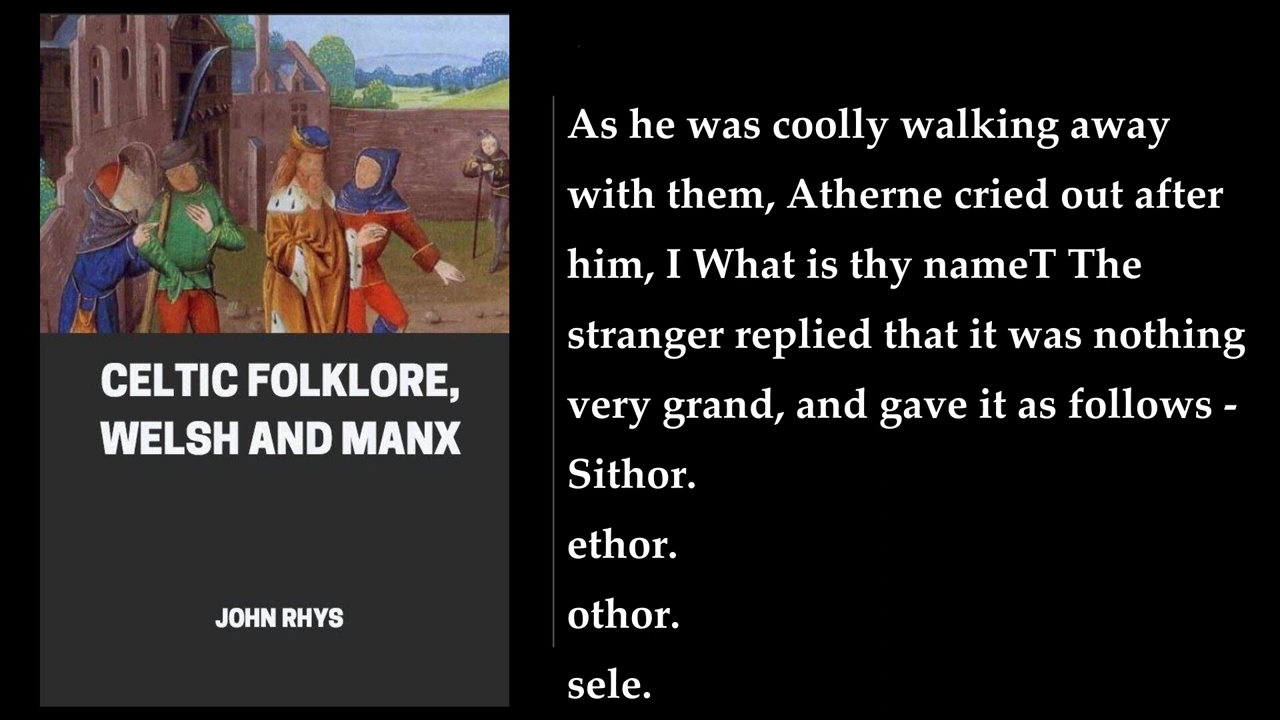 CELTIC FOLKLORE,
WELSH AND MANX
JOHN RHYS
As he was coolly walking away
with them, Atherne cried out after
him, I What is thy nameT The
stranger replied that it was nothing
very grand, and gave it as follows -
Sithor.
ethor.
othor.
sele.